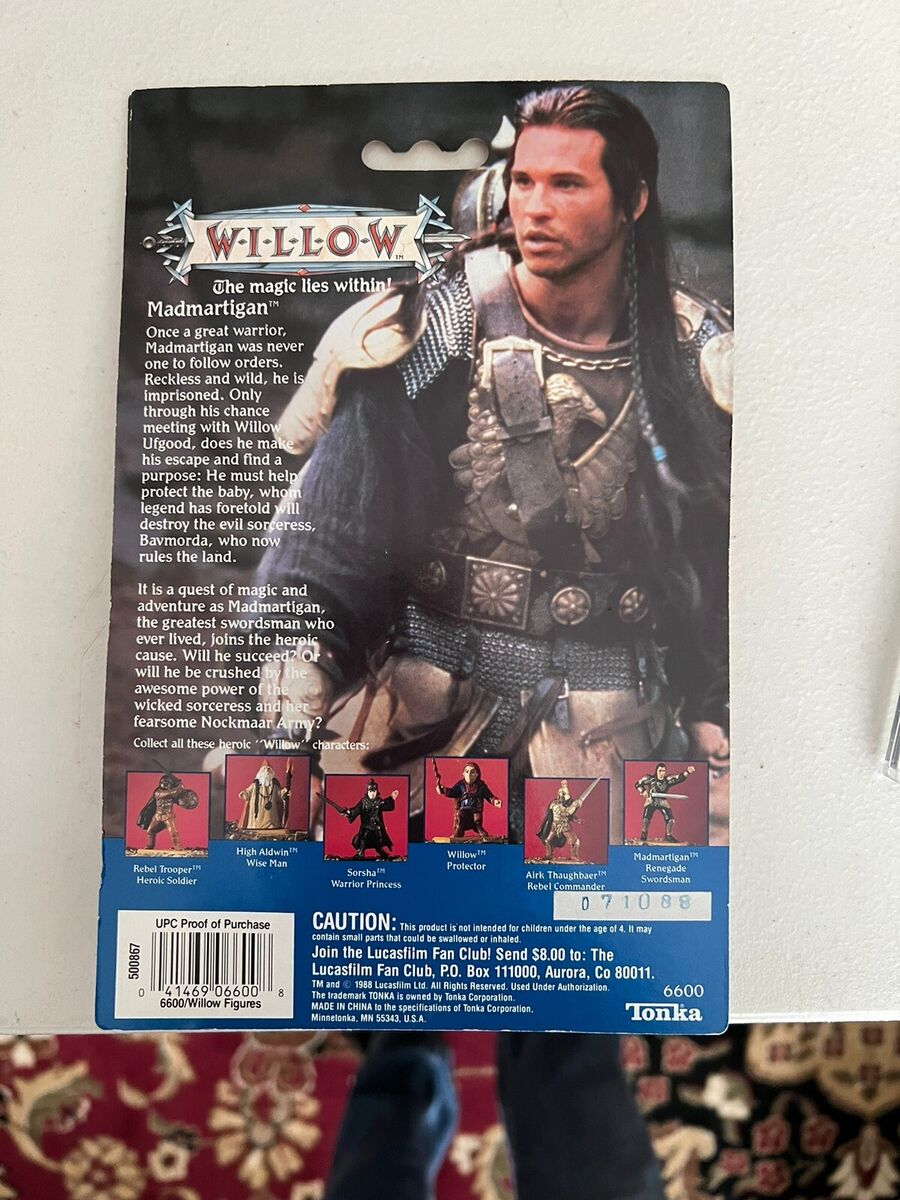 W·I·L·L·O·W™
The magic lies within!
Madmartigan™
Once a great warrior,
Madmartigan was never
one to follow orders.
Reckless and wild, he is
imprisoned. Only
through his chance
meeting with Willow
Ufgood, does he make
his escape and find a
purpose: He must help
protect the baby, whom
legend has foretold will
destroy the evil sorceress,
Bavmorda, who now
rules the land.
It is a quest of magic and
adventure as Madmartigan,
the greatest swordsman who
ever lived, joins the heroic
cause. Will he succeed? Or
will he be crushed by the
awesome power of the
wicked sorceress and her
fearsome Nockmaar Army?
Collect all these heroic "Willow" characters:
Rebel Trooper™
Heroic Soldier
High Aldwin™
Wise Man
Sorsha™
Warrior Princess
Willow™
Protector
Airk Thaughbaer™
Rebel Commander
Madmartigan™
Renegade
Swordsman
071088
UPC Proof of Purchase
500867
0 41469 06600 8
6600/Willow Figures
CAUTION: This product is not intended for children under the age of 4. It may
contain small parts that could be swallowed or inhaled.
Join the Lucasfilm Fan Club! Send $8.00 to: The
Lucasfilm Fan Club, P.O. Box 111000, Aurora, Co 80011.
TM and © 1988 Lucasfilm Ltd. All Rights Reserved. Used Under Authorization.
The trademark TONKA is owned by Tonka Corporation.
MADE IN CHINA to the specifications of Tonka Corporation,
Minnetonka, MN 55343, U.S.A.
6600
Tonka